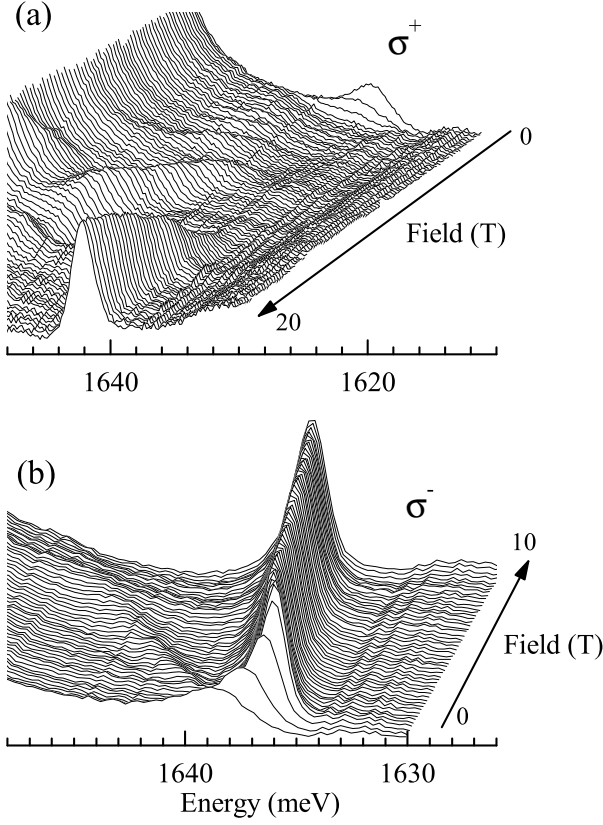 (a)
σ+
0
Field (T)
20
1640
1620
(b)
σ-
10
Field (T)
0
1640
1630
Energy (meV)